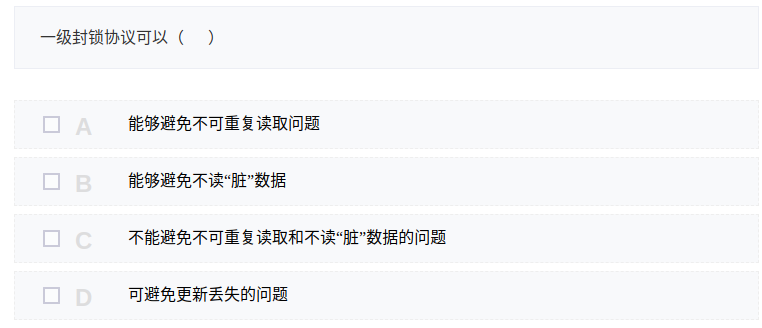 一级封锁协议可以（ ）
A 能够避免不可重复读取问题
B 能够避免不读“脏”数据
C 不能避免不可重复读取和不读“脏”数据的问题
D 可避免更新丢失的问题